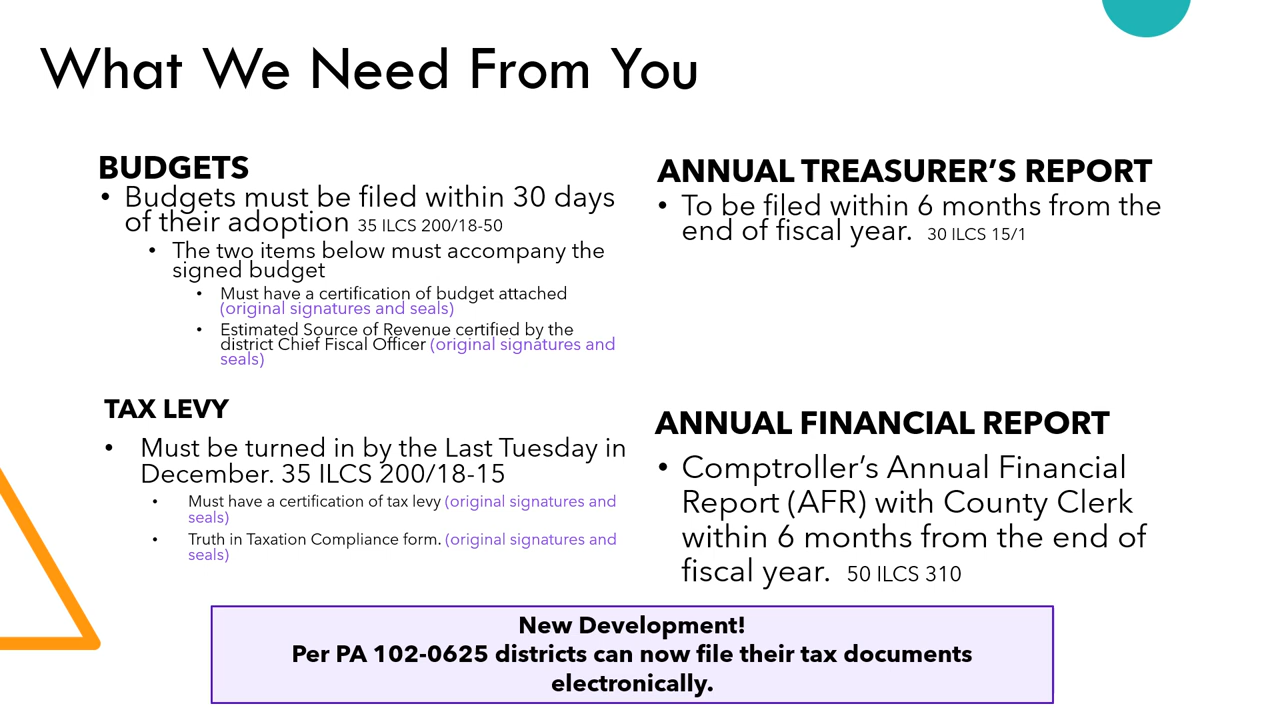 What We Need From You
BUDGETS
• Budgets must be filed within 30 days
of their adoption 35 ILCS 200/18-50
• The two items below must accompany the
signed budget
• Must have a certification of budget attached
(original signatures and seals)
• Estimated Source of Revenue certified by the
district Chief Fiscal Officer (original signatures and
seals)
TAX LEVY
• Must be turned in by the Last Tuesday in
December. 35 ILCS 200/18-15
• Must have a certification of tax levy (original signatures and
seals)
• Truth in Taxation Compliance form. (original signatures and
seals)
ANNUAL TREASURER’S REPORT
• To be filed within 6 months from the
end of fiscal year. 30 ILCS 15/1
ANNUAL FINANCIAL REPORT
• Comptroller’s Annual Financial
Report (AFR) with County Clerk
within 6 months from the end of
fiscal year. 50 ILCS 310
New Development!
Per PA 102-0625 districts can now file their tax documents
electronically.